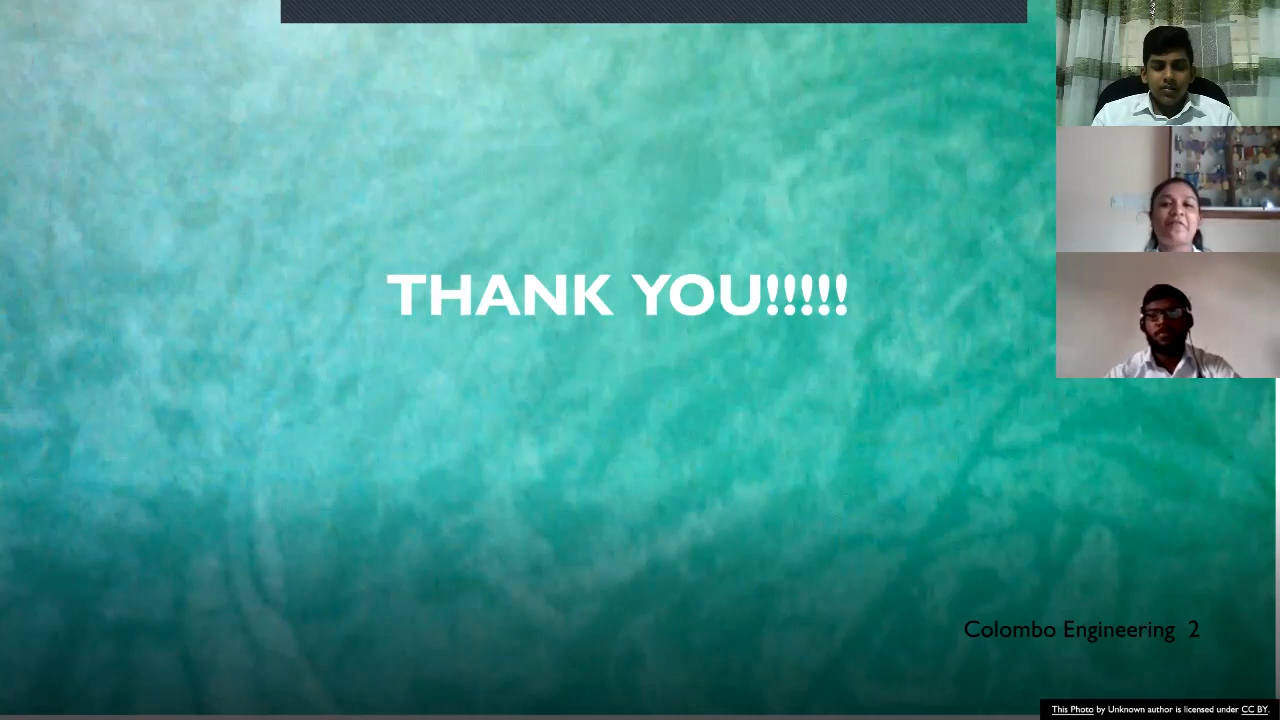 THANK YOU!!!!!
Colombo Engineering 2
This Photo by Unknown author is licensed under CC BY.